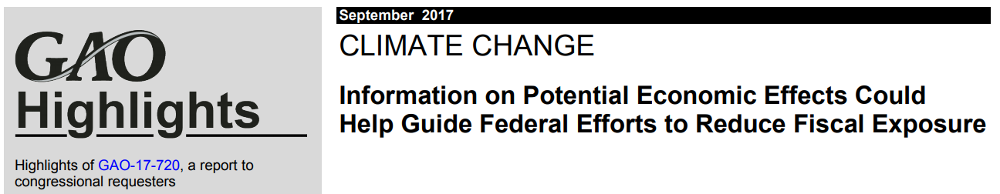 GAO
Highlights
Highlights of GAO-17-720, a report to
congressional requesters
September 2017
CLIMATE CHANGE
Information on Potential Economic Effects Could
Help Guide Federal Efforts to Reduce Fiscal Exposure